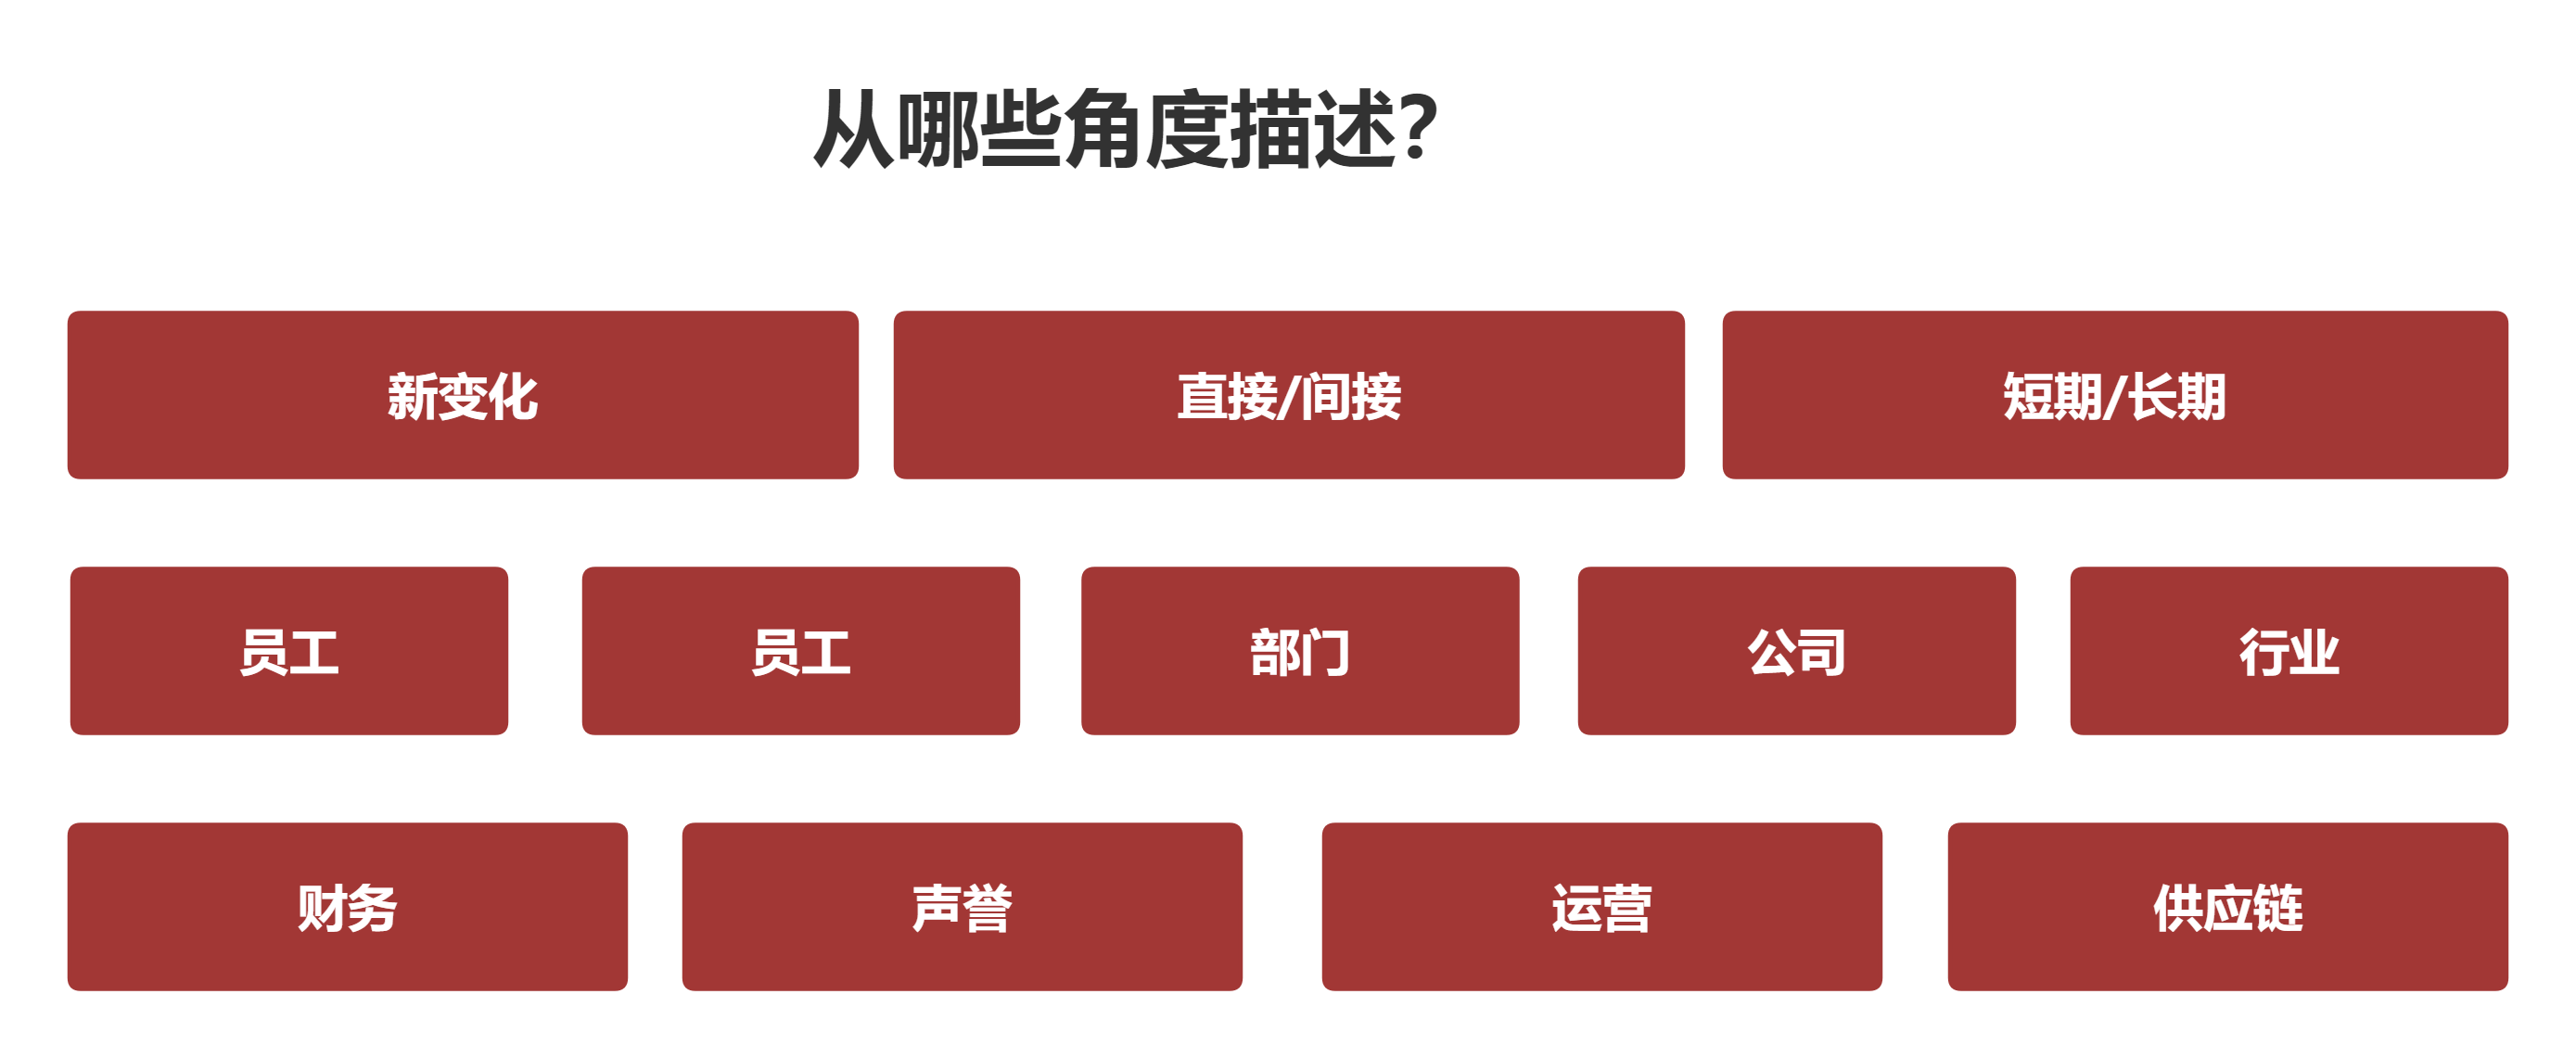 从哪些角度描述？
新变化 直接/间接 短期/长期
员工 员工 部门 公司 行业
财务 声誉 运营 供应链